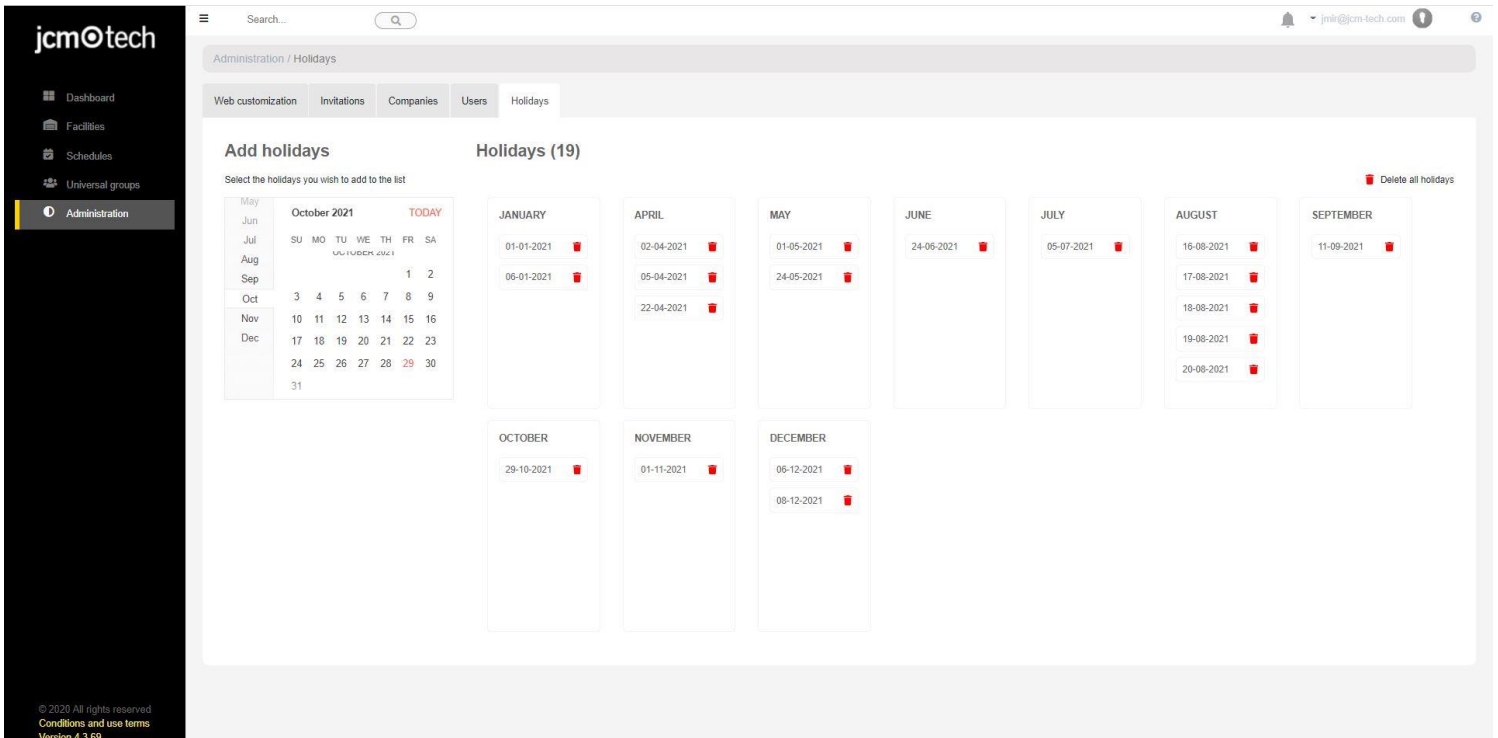 jcm tech
Search...
jmir@jcm-tech.com
Administration / Holidays
Dashboard
Facilities
Schedules
Universal groups
Administration
Web customization Invitations Companies Users Holidays
Add holidays
Select the holidays you wish to add to the list
May
Jun
Jul
Aug
Sep
Oct
Nov
Dec
October 2021 TODAY
SU MO TU WE TH FR SA
OCTOBER 2021
1 2
3 4 5 6 7 8 9
10 11 12 13 14 15 16
17 18 19 20 21 22 23
24 25 26 27 28 29 30
31
Holidays (19)
Delete all holidays
JANUARY
01-01-2021
06-01-2021
APRIL
02-04-2021
05-04-2021
22-04-2021
MAY
01-05-2021
24-05-2021
JUNE
24-06-2021
JULY
05-07-2021
AUGUST
16-08-2021
17-08-2021
18-08-2021
19-08-2021
20-08-2021
SEPTEMBER
11-09-2021
OCTOBER
29-10-2021
NOVEMBER
01-11-2021
DECEMBER
06-12-2021
08-12-2021
© 2020 All rights reserved
Conditions and use terms
Version 4.3.69